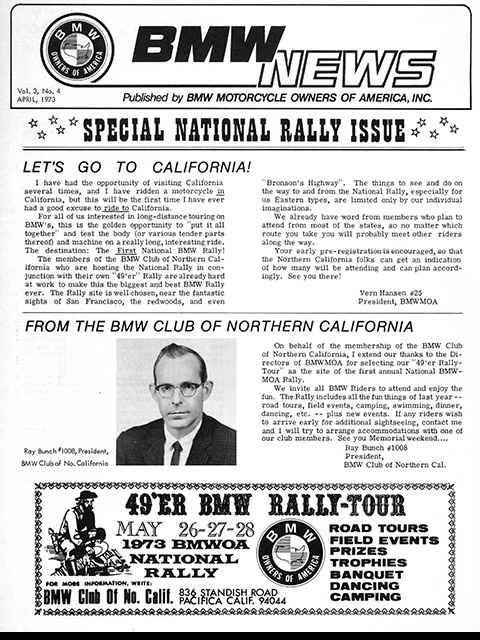 BMW
OWNERS OF AMERICA
BMW
NEWS
Vol. 3, No. 4
APRIL, 1973
Published by BMW MOTORCYCLE OWNERS OF AMERICA, INC.
SPECIAL NATIONAL RALLY ISSUE
LET'S GO TO CALIFORNIA!
I have had the opportunity of visiting California
several times, and I have ridden a motorcycle in
California, but this will be the first time I have ever
had a good excuse to ride to California.
For all of us interested in long-distance touring on
BMW's, this is the golden opportunity to "put it all
together" and test the body (or various tender parts
thereof) and machine on a really long, interesting ride.
The destination: The First National BMW Rally!
The members of the BMW Club of Northern Cal-
ifornia who are hosting the National Rally in con-
junction with their own "49'er" Rally are already hard
at work to make this the biggest and best BMW Rally
ever. The Rally site is well chosen, near the fantastic
sights of San Francisco, the redwoods, and even
"Bronson's Highway". The things to see and do on
the way to and from the National Rally, especially for
us Eastern types, are limited only by our individual
imaginations.
We already have word from members who plan to
attend from most of the states, so no matter which
route you take you will probably meet other riders
along the way.
Your early pre-registration is encouraged, so that
the Northern California folks can get an indication
of how many will be attending and can plan accord-
ingly. See you there!
Vern Hansen #25
President, BMWMOA
FROM THE BMW CLUB OF NORTHERN CALIFORNIA
Ray Bunch #1008, President,
BMW Club of No. California
On behalf of the membership of the BMW Club
of Northern California, I extend our thanks to the Di-
rectors of BMWMOA for selecting our "49'er Rally-
Tour" as the site of the first annual National BMW-
MOA Rally.
We invite all BMW Riders to attend and enjoy the
fun. The Rally includes all the fun things of last year --
road tours, field events, camping, swimming, dinner,
dancing, etc. -- plus new events. If any riders wish
to arrive early for additional sightseeing, contact me
and I will try to arrange accommodations with one of
our club members. See you Memorial weekend....
Ray Bunch #1008
President,
BMW Club of Northern Cal.
49'ER BMW RALLY-TOUR
MAY 26-27-28
1973 BMWOA
NATIONAL
RALLY
BMW
OWNERS OF AMERICA
ROAD TOURS
FIELD EVENTS
PRIZES
TROPHIES
BANQUET
DANCING
CAMPING
FOR MORE INFORMATION, WRITE:
BMW Club Of No. Calif.
836 STANDISH ROAD
PACIFICA CALIF. 94044